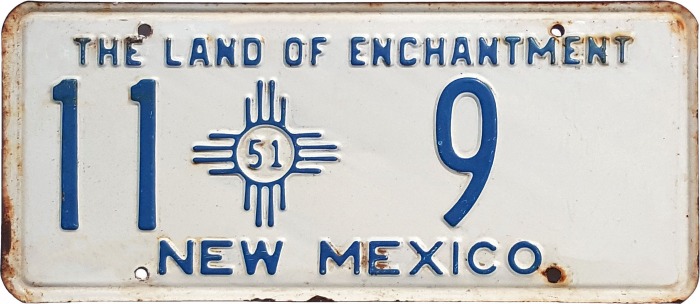 THE LAND OF ENCHANTMENT
11 51 9
NEW MEXICO